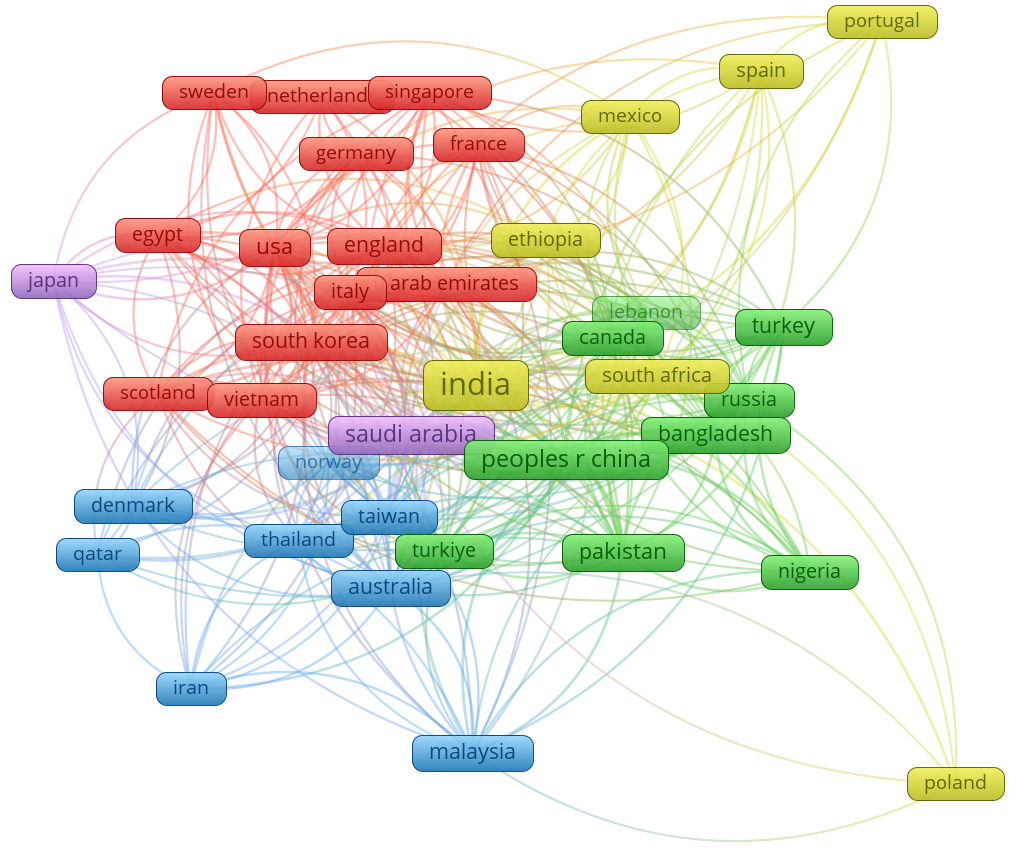 portugal
spain
sweden
netherland
singapore
mexico
france
germany
egypt
usa
england
ethiopia
japan
italy
arab emirates
lebanon
canada
turkey
south korea
india
south africa
scotland
vietnam
russia
saudi arabia
bangladesh
norway
peoples r china
denmark
taiwan
qatar
thailand
turkiye
pakistan
nigeria
australia
iran
malaysia
poland